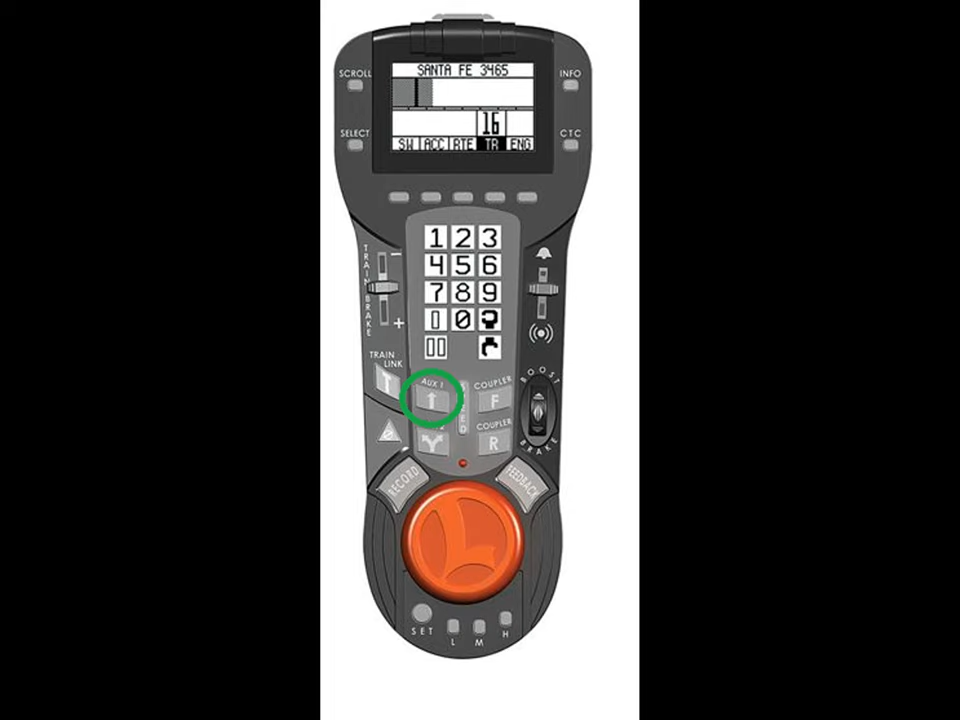 SANTA FE 3465
SCROLL
INFO
SELECT
CTC
16
SW ACC RTE TR ENG
TRAIN BRAKE
1 2 3
4 5 6
7 8 9
0
- +
TRAIN LINK
T
AUX 1
COUPLER
F
COUPLER
R
BOOST
BRAKE
RECORD
FEEDBACK
L
SET
L
M
H